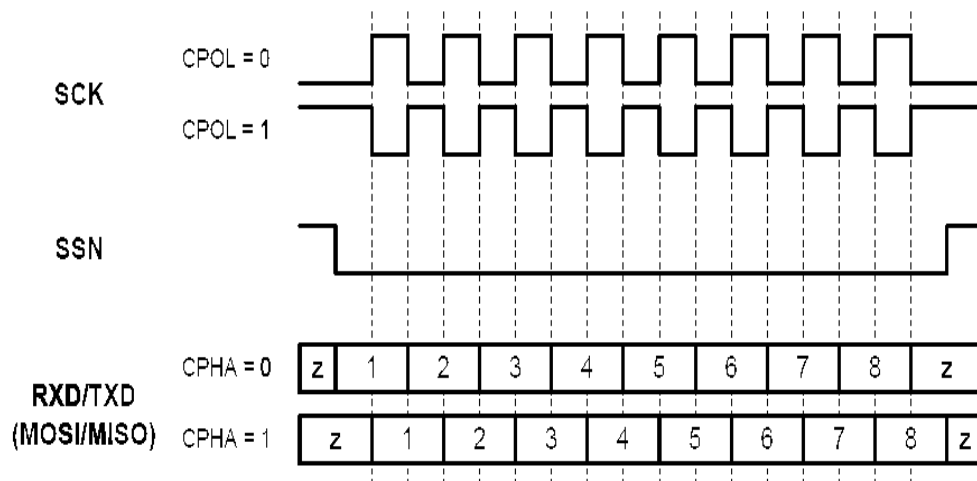 CPOL = 0
SCK
CPOL = 1
SSN
CPHA = 0 z 1 2 3 4 5 6 7 8 z
RXD/TXD
(MOSI/MISO)
CPHA = 1 z 1 2 3 4 5 6 7 8 z